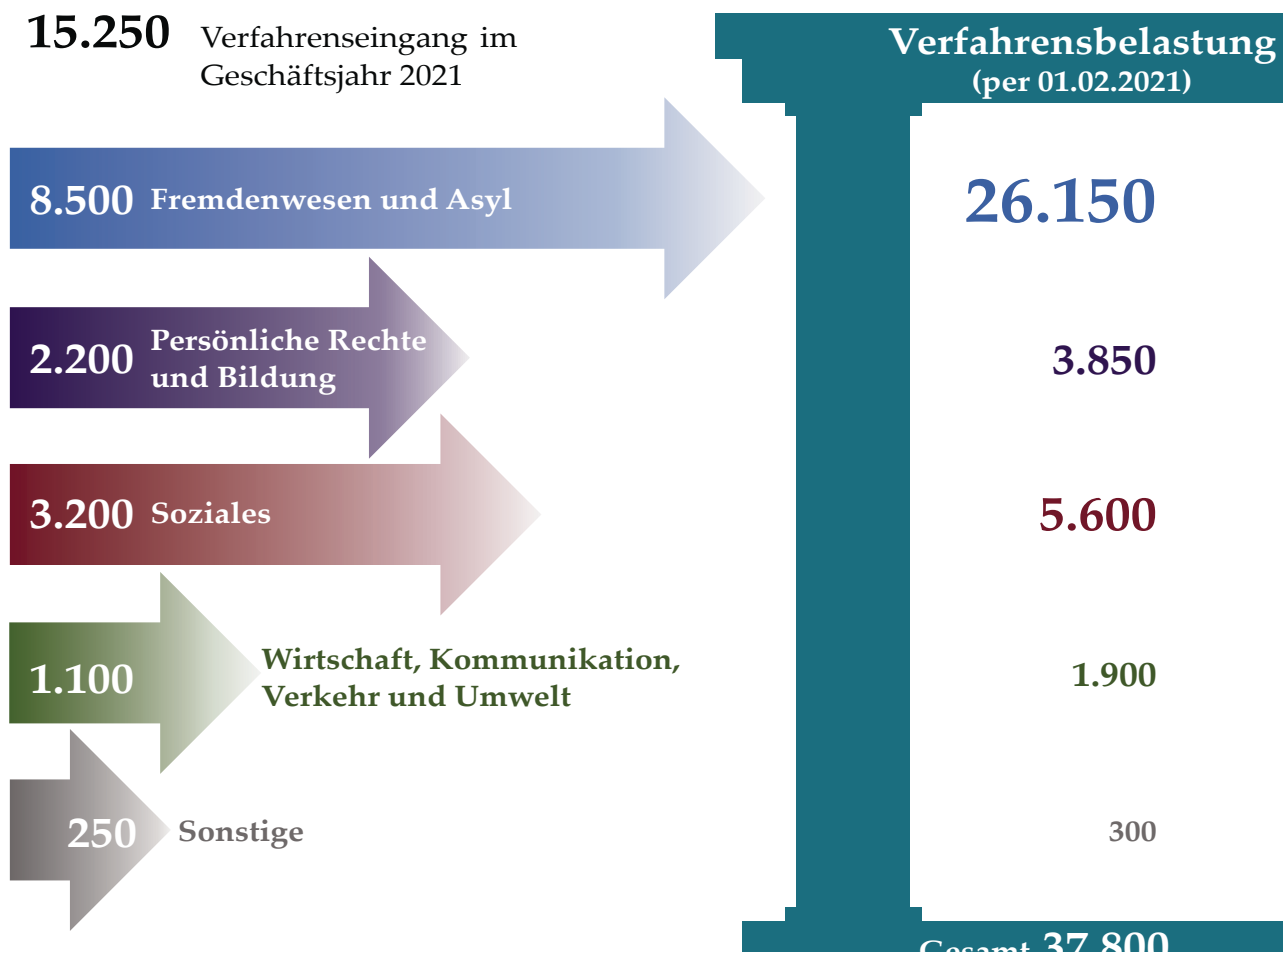 15.250 Verfahrenseingang im
Geschäftsjahr 2021
Verfahrensbelastung
(per 01.02.2021)
8.500 Fremdenwesen und Asyl
26.150
2.200 Persönliche Rechte
und Bildung
3.850
3.200 Soziales
5.600
1.100 Wirtschaft, Kommunikation,
Verkehr und Umwelt
1.900
250 Sonstige
300
Gesamt 37.800